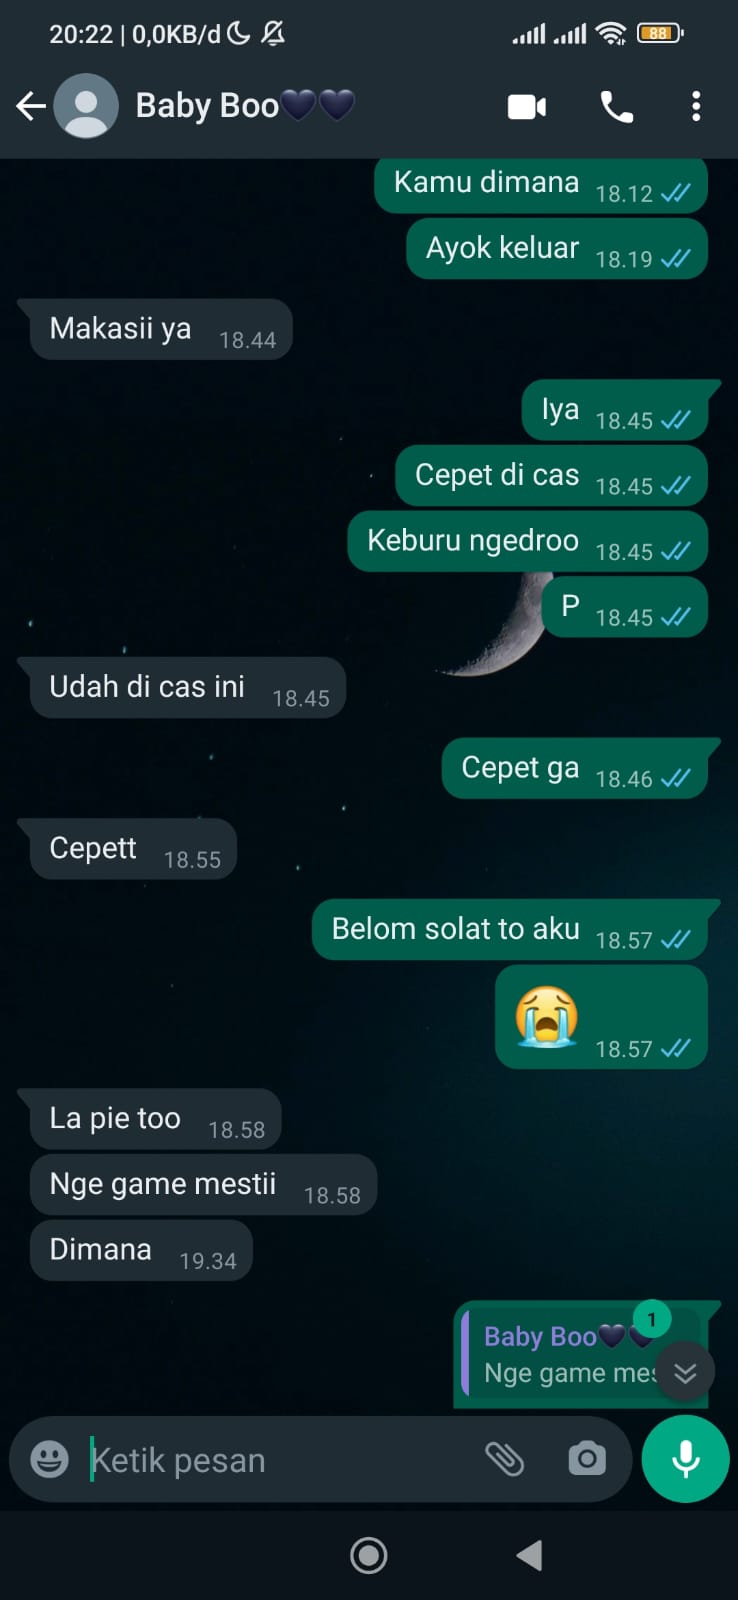 20:22 | 0,0KB/d
88
Baby Boo🖤🖤
Kamu dimana 18.12
Ayok keluar 18.19
Makasii ya 18.44
Iya 18.45
Cepet di cas 18.45
Keburu ngedroo 18.45
P 18.45
Udah di cas ini 18.45
Cepet ga 18.46
Cepett 18.55
Belom solat to aku 18.57
😭 18.57
La pie too 18.58
Nge game mestii 18.58
Dimana 19.34
1
Baby Boo🖤🖤
Nge game mes
Ketik pesan